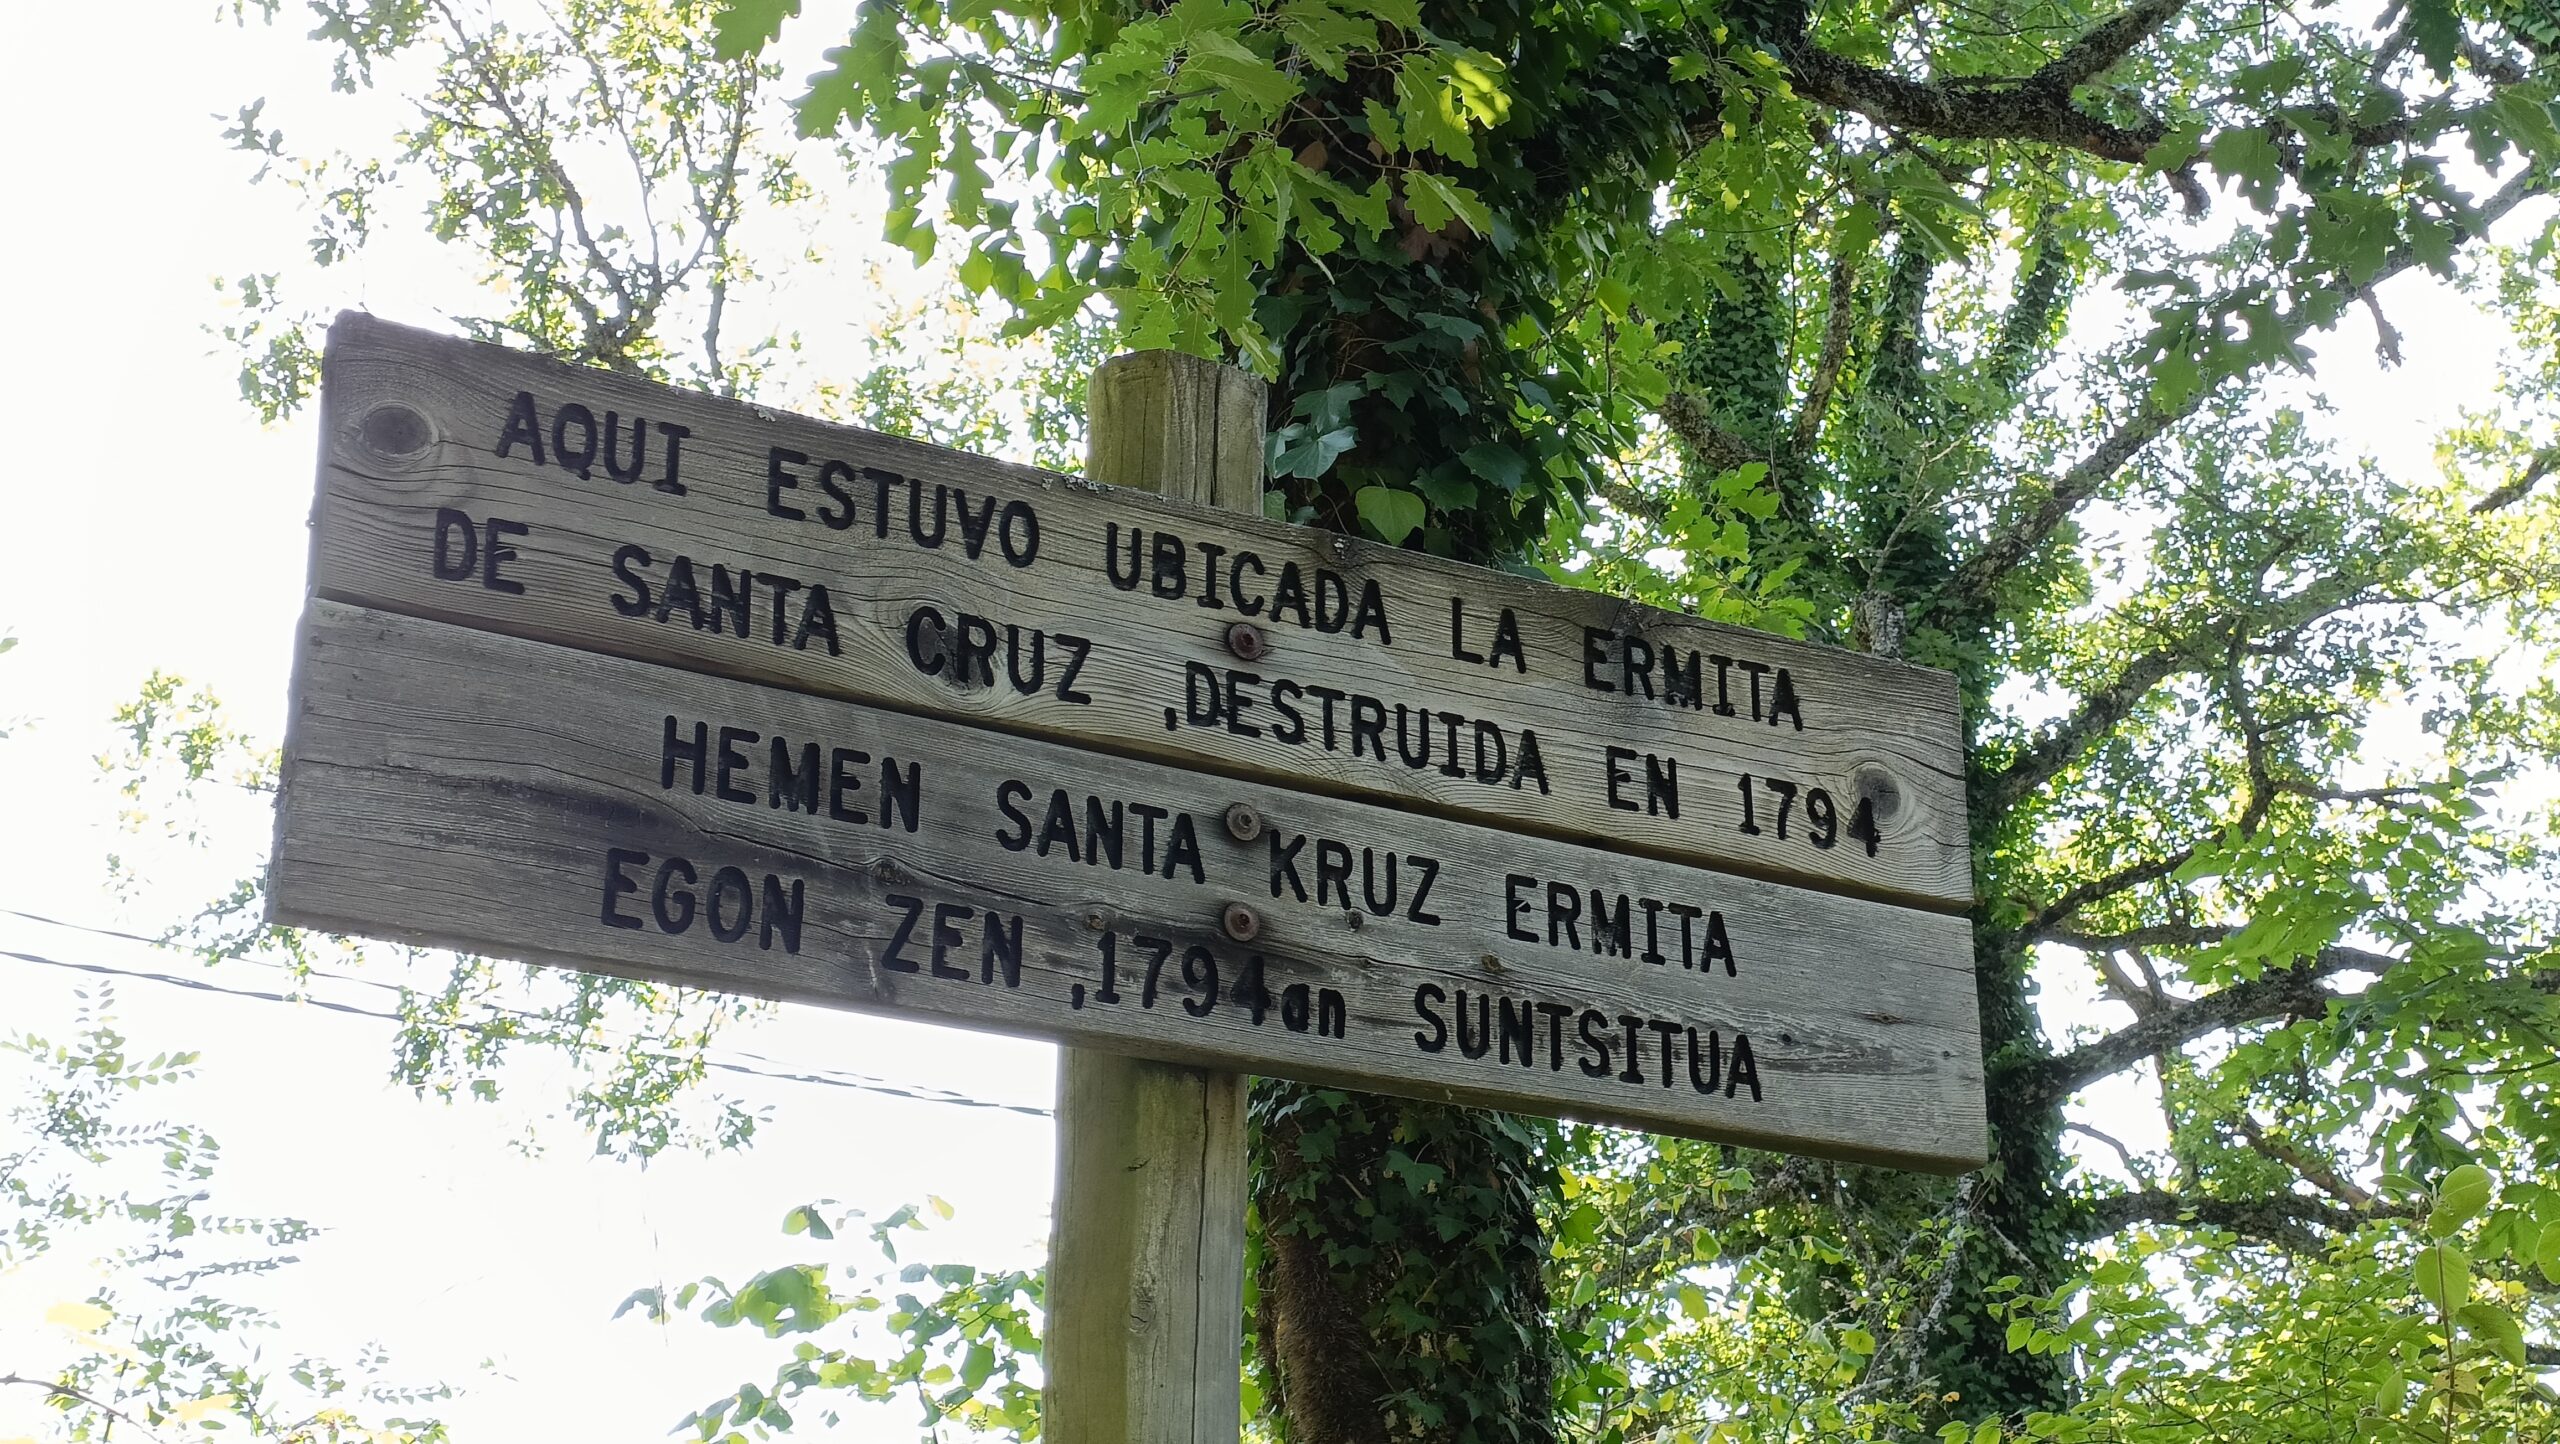 AQUI ESTUVO UBICADA LA ERMITA
DE SANTA CRUZ ,DESTRUIDA EN 1794
HEMEN SANTA KRUZ ERMITA
EGON ZEN ,1794an SUNTSITUA